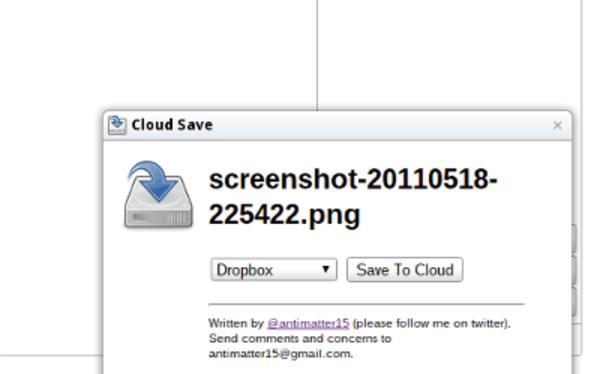 Cloud Save
screenshot-20110518-
225422.png
Dropbox
Save To Cloud
Written by @antimatter15 (please follow me on twitter).
Send comments and concerns to
antimatter15@gmail.com.